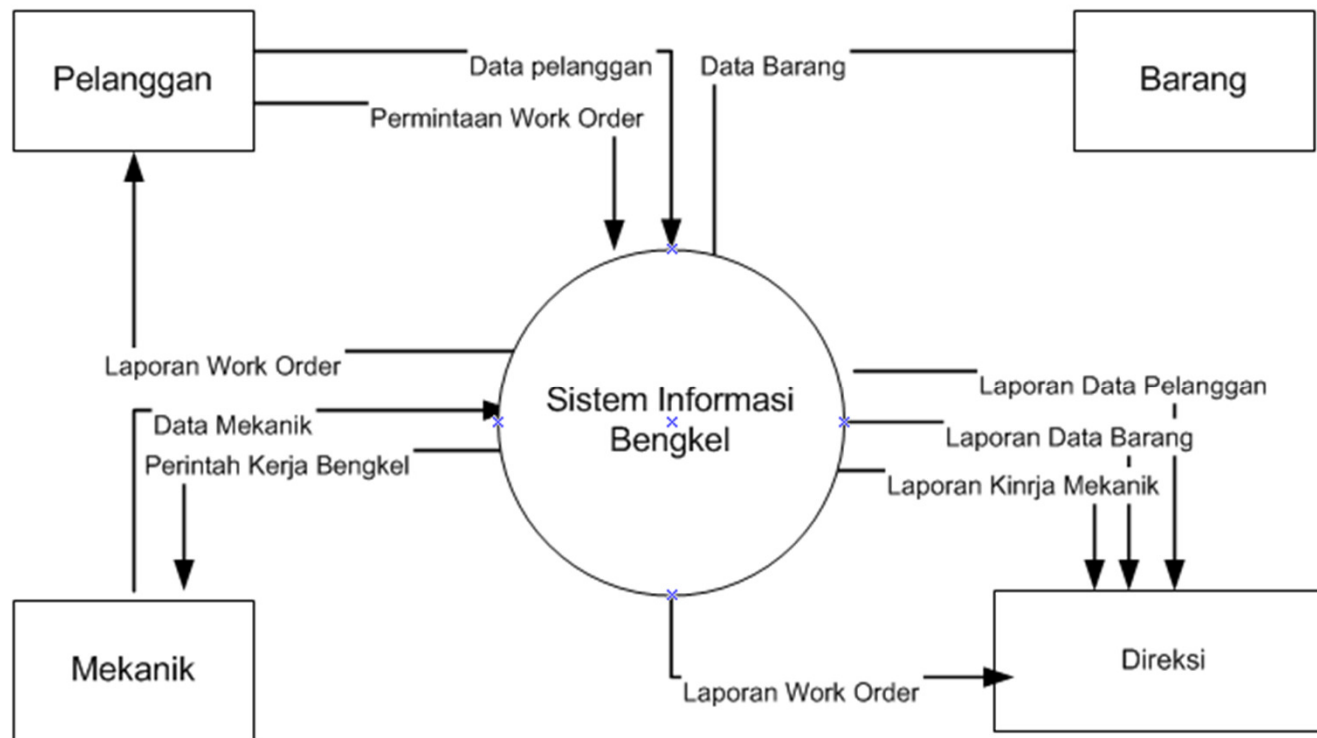 Pelanggan
Data pelanggan
Data Barang
Barang
Permintaan Work Order
Laporan Work Order
Data Mekanik
Perintah Kerja Bengkel
Sistem Informasi
Bengkel
Laporan Data Pelanggan
Laporan Data Barang
Laporan Kinrja Mekanik
Mekanik
Direksi
Laporan Work Order